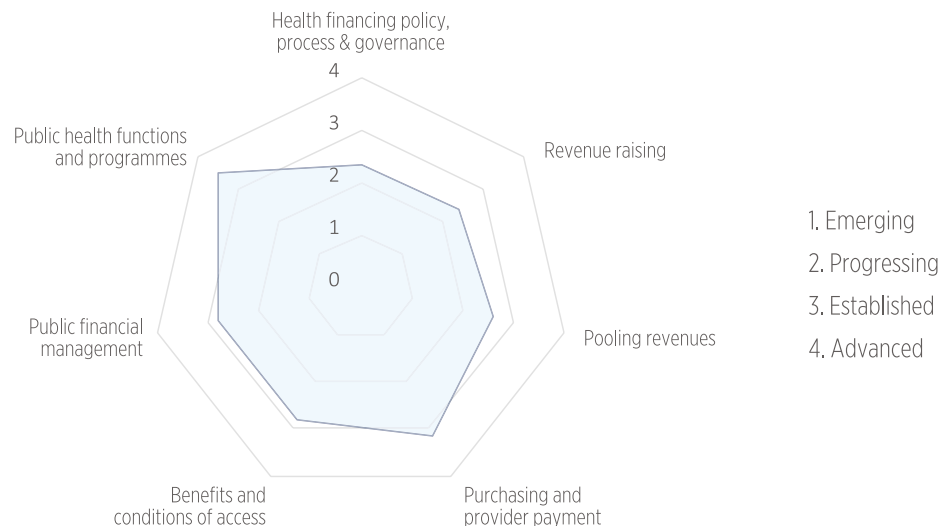 Health financing policy,
process & governance
4
3
2
1
0
Public health functions
and programmes
Revenue raising
Public financial
management
Pooling revenues
Benefits and
conditions of access
Purchasing and
provider payment
1. Emerging
2. Progressing
3. Established
4. Advanced